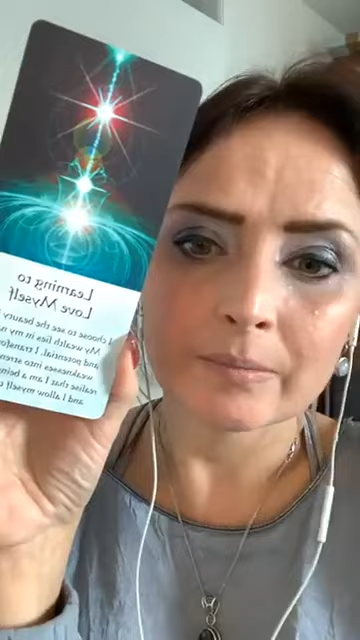 Learning to
Love Myself
I choose to see the beauty
My wealth lies in my
and potential. I
weaknesses into
realise that I am a being
and I allow myself